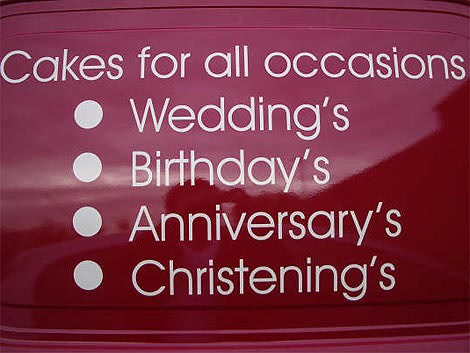 Cakes for all occasions
● Wedding's
● Birthday's
● Anniversary's
● Christening's